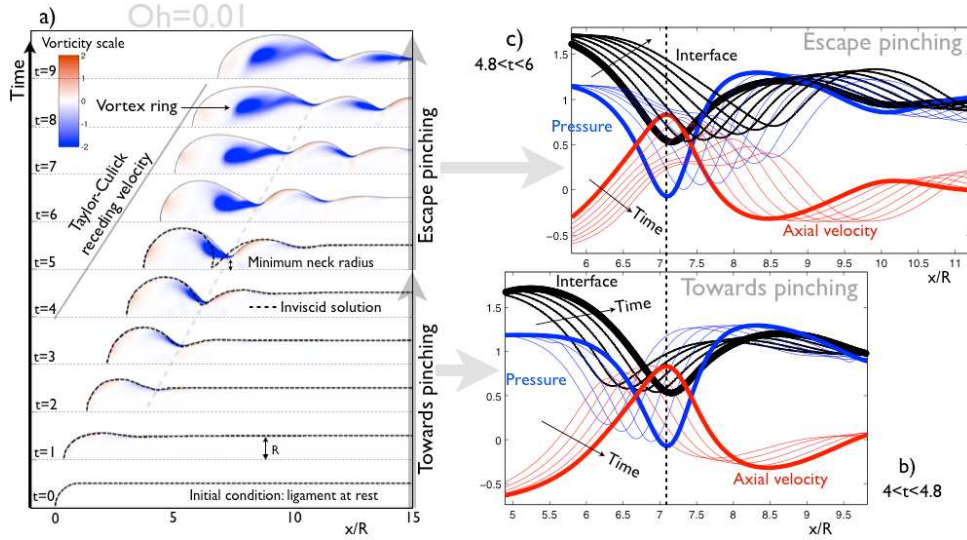 a)
Oh=0.01
Vorticity scale
2
1
0
-1
-2
Time
t=9
t=8
t=7
t=6
t=5
t=4
t=3
t=2
t=1
t=0
Vortex ring
Taylor-Culick
receding velocity
Minimum neck radius
Inviscid solution
R
Initial condition: ligament at rest
0 5 10 15
x/R
Escape pinching
Towards pinching
c)
4.8<t<6
Escape pinching
Interface
Pressure
Time
Axial velocity
1.5
1
0.5
0
−0.5
6 6.5 7 7.5 8 8.5 9 9.5 10 10.5 11
x/R
Interface
Time
Towards pinching
Pressure
Time
Axial velocity
1.5
1
0.5
0
−0.5
5 5.5 6 6.5 7 7.5 8 8.5 9 9.5
x/R
b)
4<t<4.8